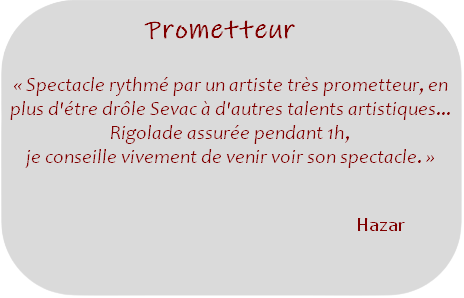 Prometteur
« Spectacle rythmé par un artiste très prometteur, en
plus d'étre drôle Sevac à d'autres talents artistiques...
Rigolade assurée pendant 1h,
je conseille vivement de venir voir son spectacle. »
Hazar